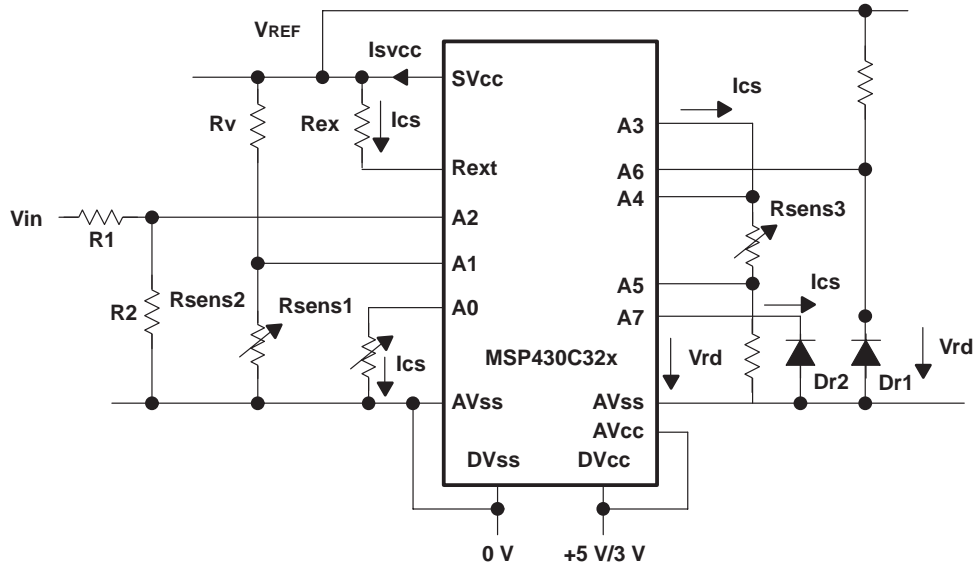 VREF
Isvcc
SVcc
Ics
A3
Rv
Rex
Ics
A6
Rext
A4
Vin
A2
Rsens3
R1
A1
A5
Ics
R2
Rsens2
Rsens1
A0
A7
Ics
MSP430C32x
Vrd
Vrd
Dr2
Dr1
AVss
AVss
AVcc
DVss
DVcc
0 V
+5 V/3 V